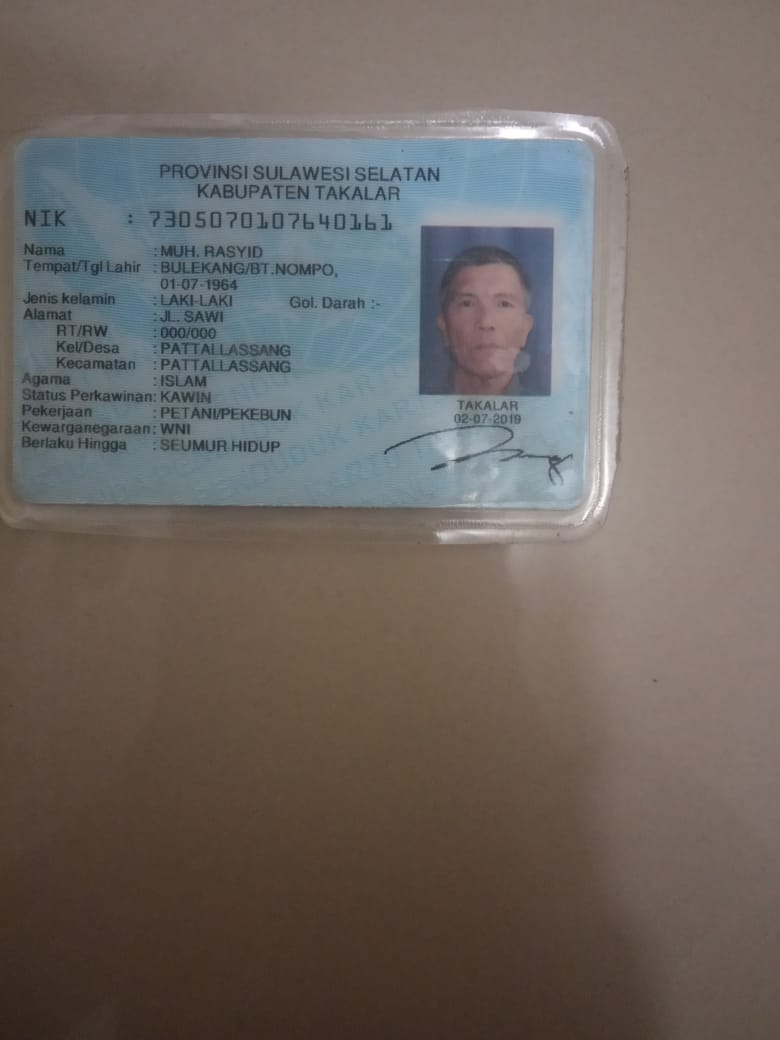 PROVINSI SULAWESI SELATAN
KABUPATEN TAKALAR
NIK : 7305070107640161
Nama : MUH. RASYID
Tempat/Tgl Lahir : BULEKANG/BT.NOMPO,
01-07-1964
Jenis kelamin : LAKI-LAKI Gol. Darah :-
Alamat : JL. SAWI
RT/RW : 000/000
Kel/Desa : PATTALLASSANG
Kecamatan : PATTALLASSANG
Agama : ISLAM
Status Perkawinan: KAWIN
Pekerjaan : PETANI/PEKEBUN
Kewarganegaraan: WNI
Berlaku Hingga : SEUMUR HIDUP
TAKALAR
02-07-2019